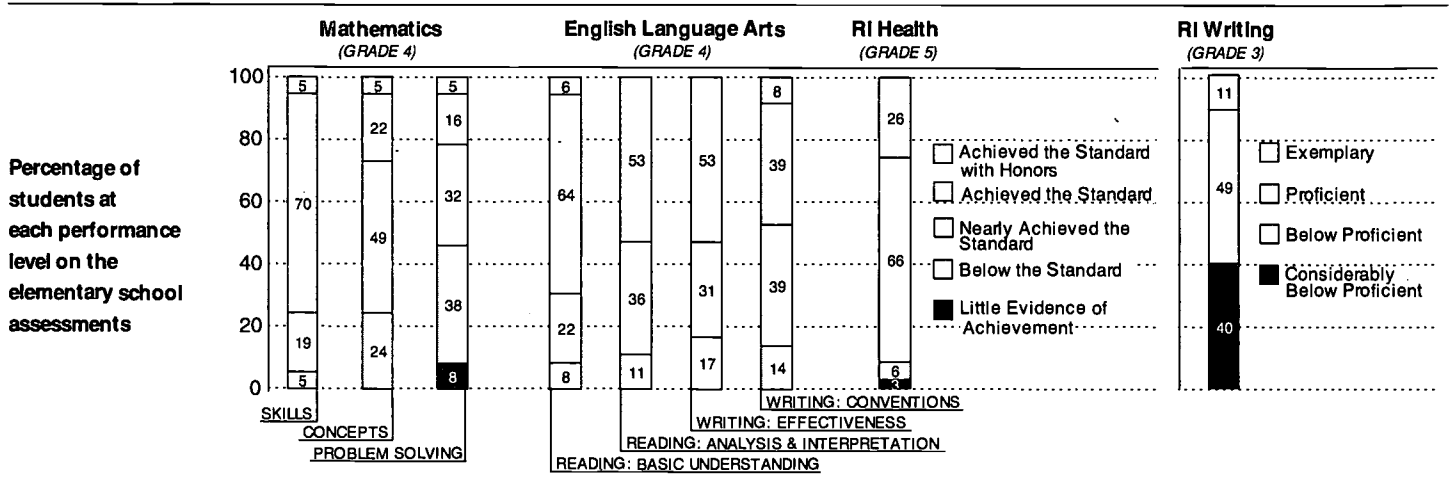 Mathematics
(GRADE 4)
English Language Arts
(GRADE 4)
RI Health
(GRADE 5)
RI Writing
(GRADE 3)
Percentage of
students at
each performance
level on the
elementary school
assessments
100
80
60
40
20
0
5
70
19
5
5
22
49
24
5
16
32
38
8
6
64
22
8
53
36
11
53
31
17
8
39
39
14
26
66
6
3
Achieved the Standard
with Honors
Achieved the Standard
Nearly Achieved the
Standard
Below the Standard
Little Evidence of
Achievement
11
49
40
Exemplary
Proficient
Below Proficient
Considerably
Below Proficient
SKILLS
CONCEPTS
PROBLEM SOLVING
WRITING: CONVENTIONS
WRITING: EFFECTIVENESS
READING: ANALYSIS & INTERPRETATION
READING: BASIC UNDERSTANDING